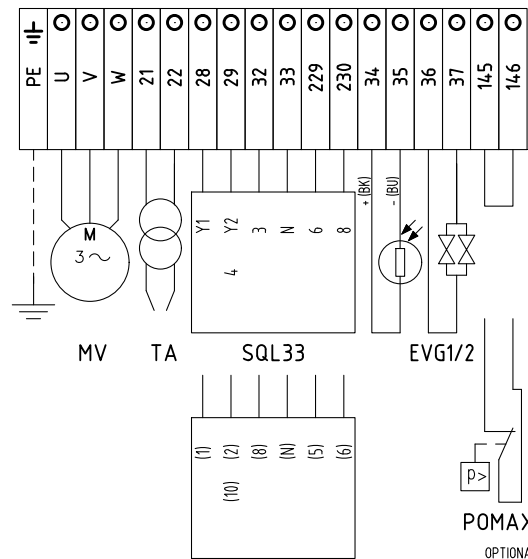 PE U V W 21 22 28 29 32 33 229 230 34 35 36 37 145 146
+ (BK) - (BU)
Y1 Y2 3 N 6 8
4
M
3~
MV TA SQL33 EVG1/2
(1) (2) (8) (N) (5) (6)
(10)
p>
POMA